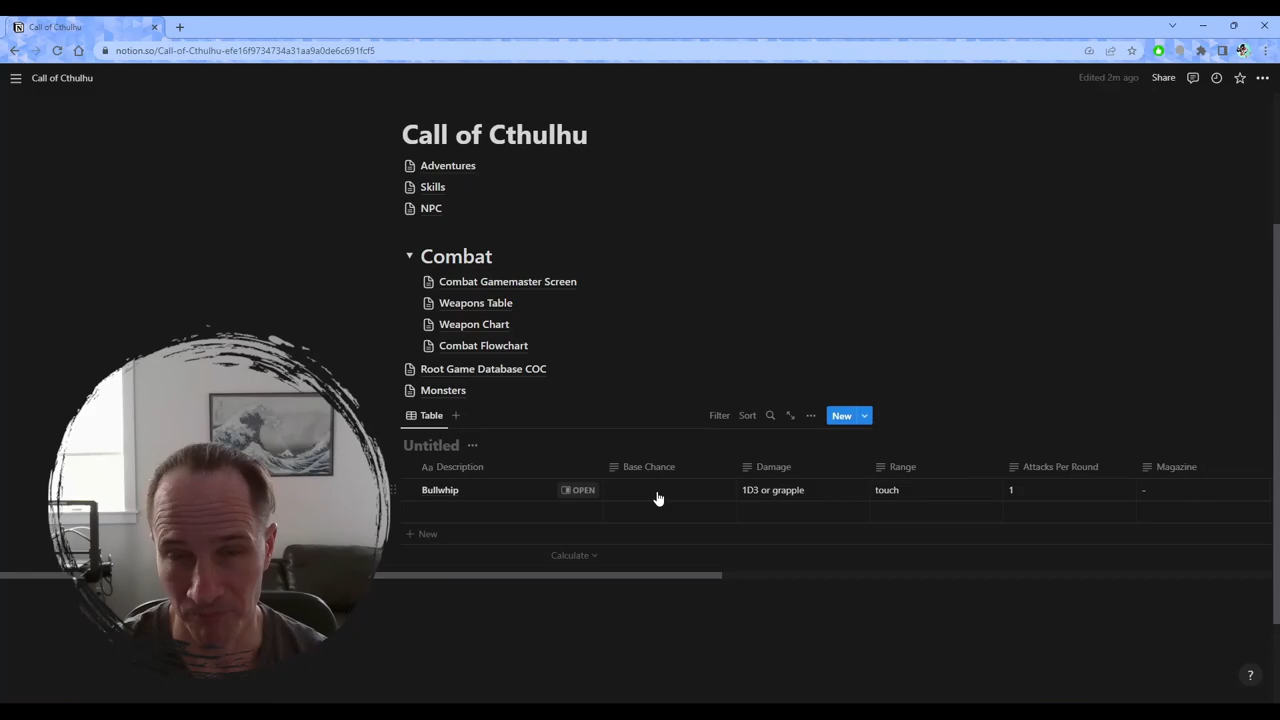 Call of Cthulhu
notion.so/Call-of-Cthulhu-efe16f9734734a31aa9a0de6c691fcf5
Call of Cthulhu
Edited 2m ago
Share
Call of Cthulhu
Adventures
Skills
NPC
Combat
Combat Gamemaster Screen
Weapons Table
Weapon Chart
Combat Flowchart
Root Game Database COC
Monsters
Table
Filter Sort New
Untitled
Aa Description Base Chance Damage Range Attacks Per Round Magazine
Bullwhip OPEN 1D3 or grapple touch 1 -
+ New
Calculate
?